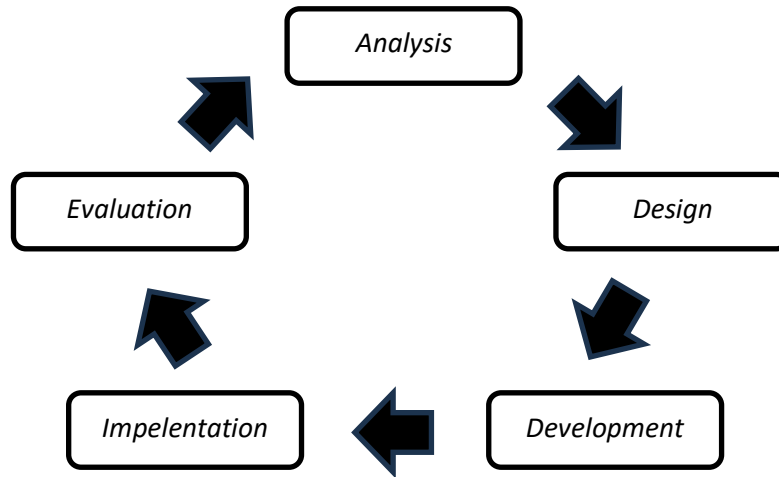 Analysis
Design
Development
Impelentation
Evaluation